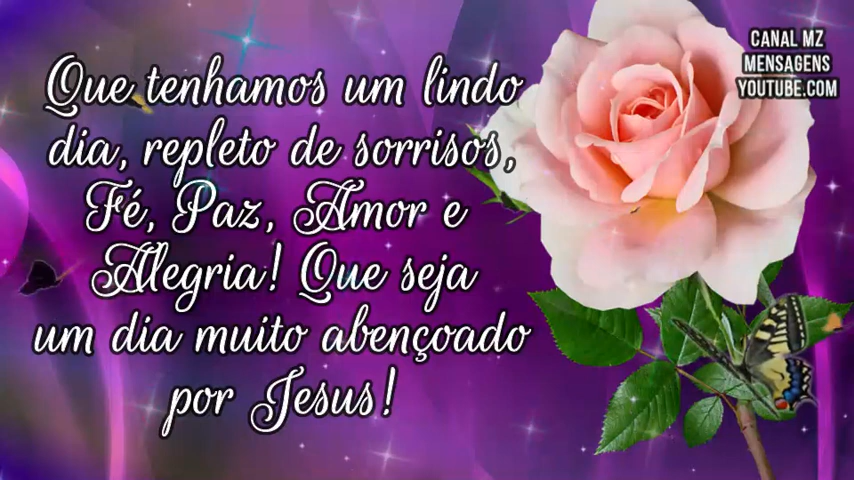 Que tenhamos um lindo
dia, repleto de sorrisos,
Fé, Paz, Amor e
Alegria! Que seja
um dia muito abençoado
por Jesus!
CANAL MZ
MENSAGENS
YOUTUBE.COM